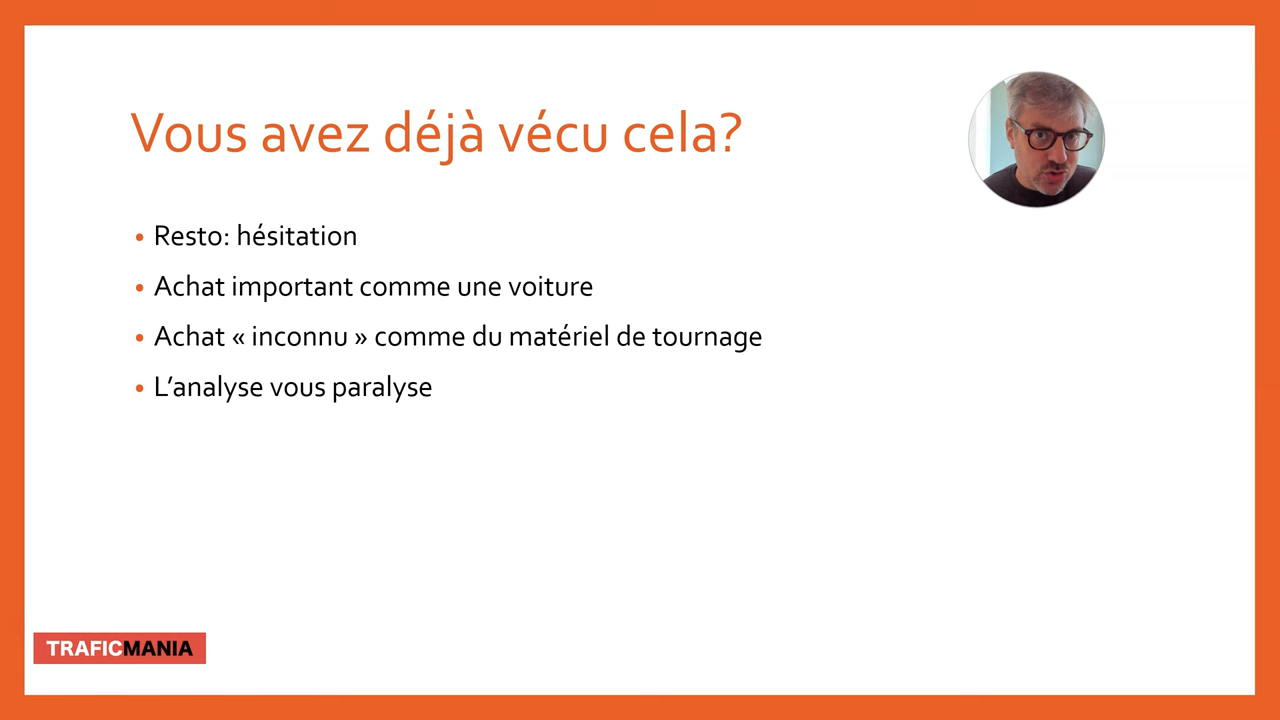 Vous avez déjà vécu cela?
Resto: hésitation
Achat important comme une voiture
Achat « inconnu » comme du matériel de tournage
L’analyse vous paralyse
TRAFICMANIA